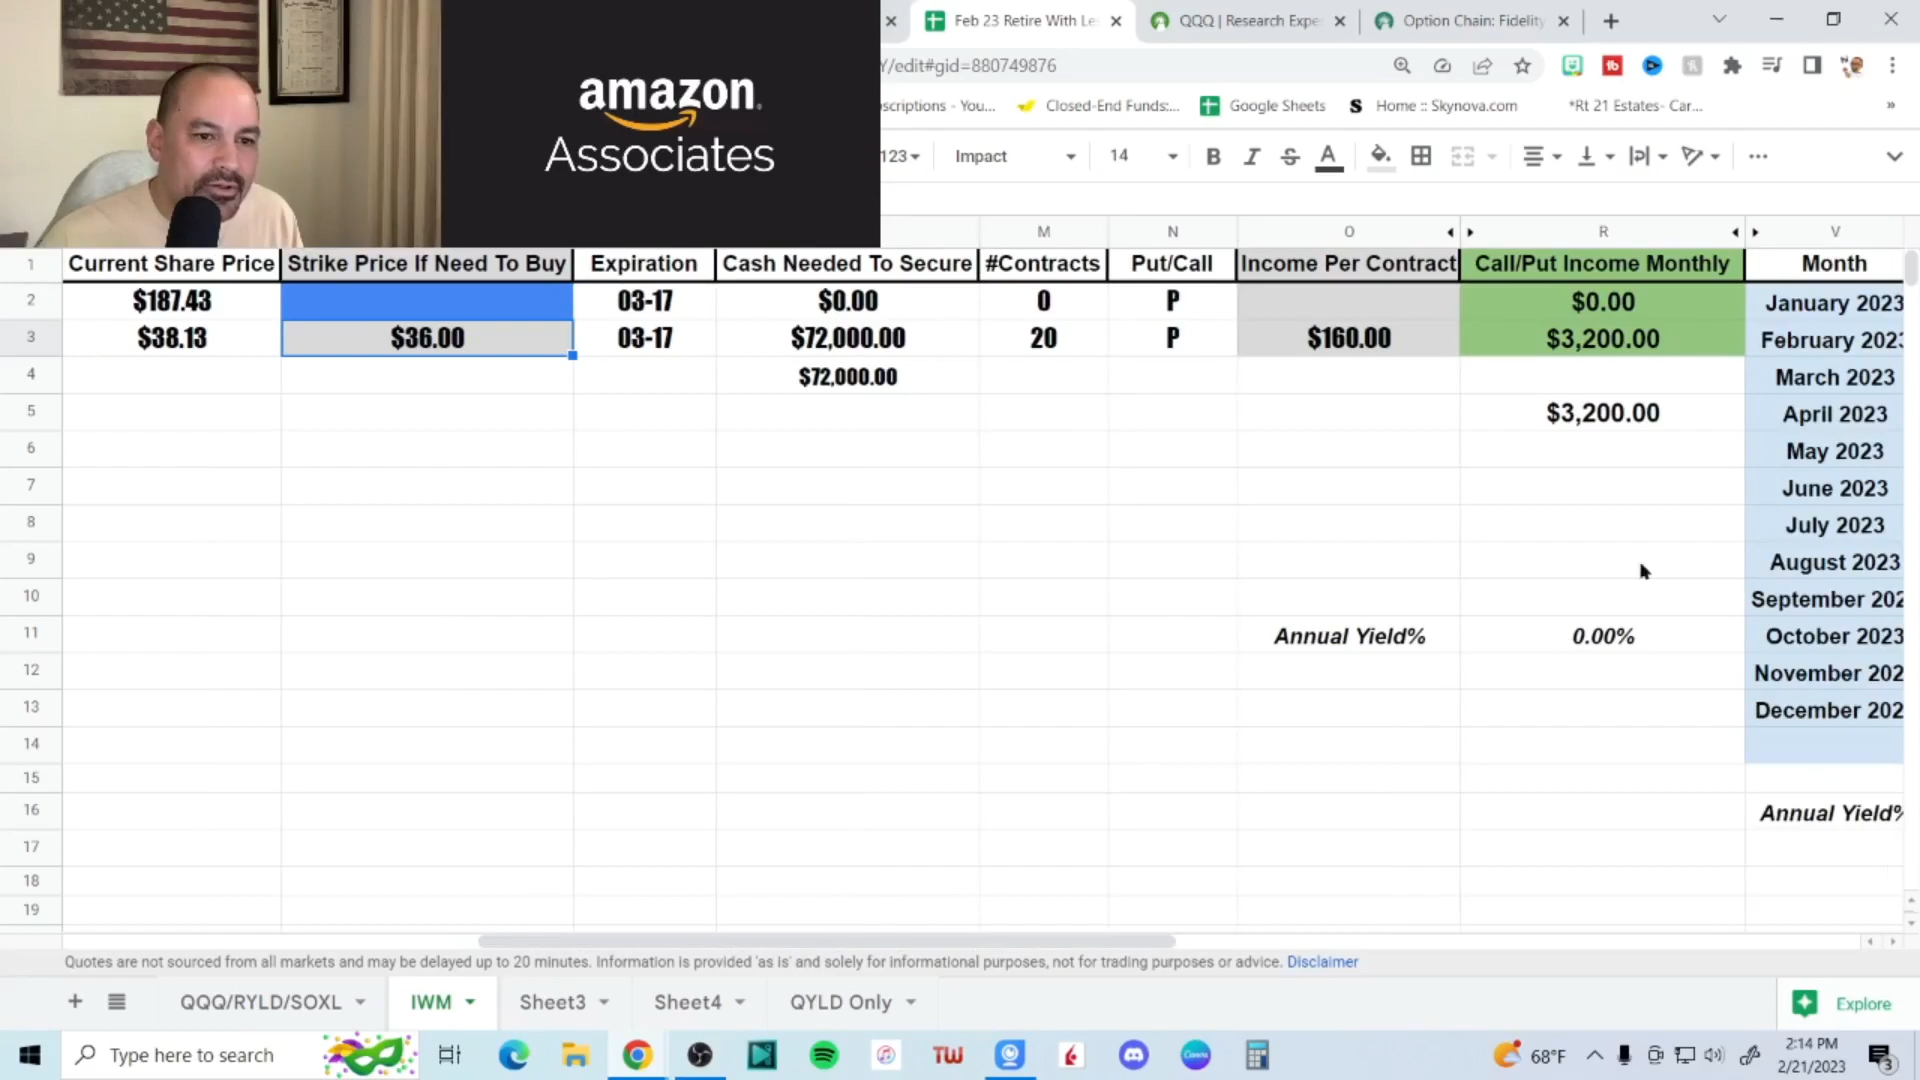 amazon
Associates
Feb 23 Retire With Le
QQQ | Research Expe
Option Chain: Fidelity
/edit#gid=880749876
scriptions - You...
Closed-End Funds:...
Google Sheets
Home :: Skynova.com
*Rt 21 Estates- Car...
»
123
Impact
14
B
I
S
A
M
N
O
R
V
1
Current Share Price
Strike Price If Need To Buy
Expiration
Cash Needed To Secure
#Contracts
Put/Call
Income Per Contract
Call/Put Income Monthly
Month
2
$187.43
03-17
$0.00
0
P
$0.00
January 2023
3
$38.13
$36.00
03-17
$72,000.00
20
P
$160.00
$3,200.00
February 202
4
$72,000.00
March 2023
5
$3,200.00
April 2023
6
May 2023
7
June 2023
8
July 2023
9
August 2023
10
September 202
11
Annual Yield%
0.00%
October 2023
12
November 202
13
December 202
14
15
16
Annual Yield%
17
18
19
Quotes are not sourced from all markets and may be delayed up to 20 minutes. Information is provided 'as is' and solely for informational purposes, not for trading purposes or advice. Disclaimer
QQQ/RYLD/SOXL
IWM
Sheet3
Sheet4
QYLD Only
Explore
Type here to search
TW
68°F
2:14 PM
2/21/2023
3